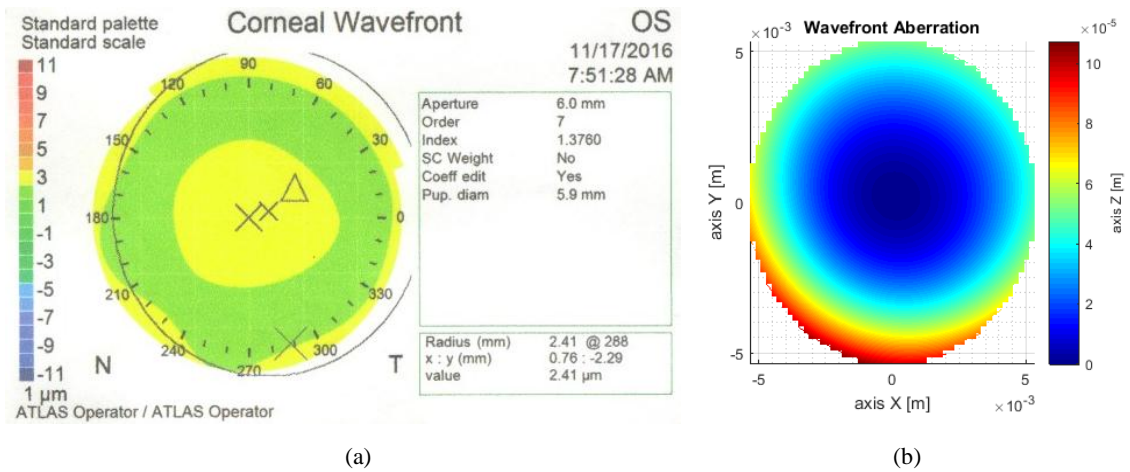 Standard palette
Standard scale
Corneal Wavefront
OS
11/17/2016
7:51:28 AM
11
9
7
5
3
1
-1
-3
-5
-7
-9
-11
1 µm
90
60
30
0
330
300
270
240
210
180
150
120
N
T
Aperture 6.0 mm
Order 7
Index 1.3760
SC Weight No
Coeff edit Yes
Pup. diam 5.9 mm
Radius (mm) 2.41 @ 288
x : y (mm) 0.76 : -2.29
value 2.41 µm
ATLAS Operator / ATLAS Operator
(a)
Wavefront Aberration
×10⁻³
5
0
-5
axis Y [m]
-5
0
5
axis X [m]
×10⁻³
×10⁻⁵
10
8
6
4
2
0
axis Z [m]
(b)